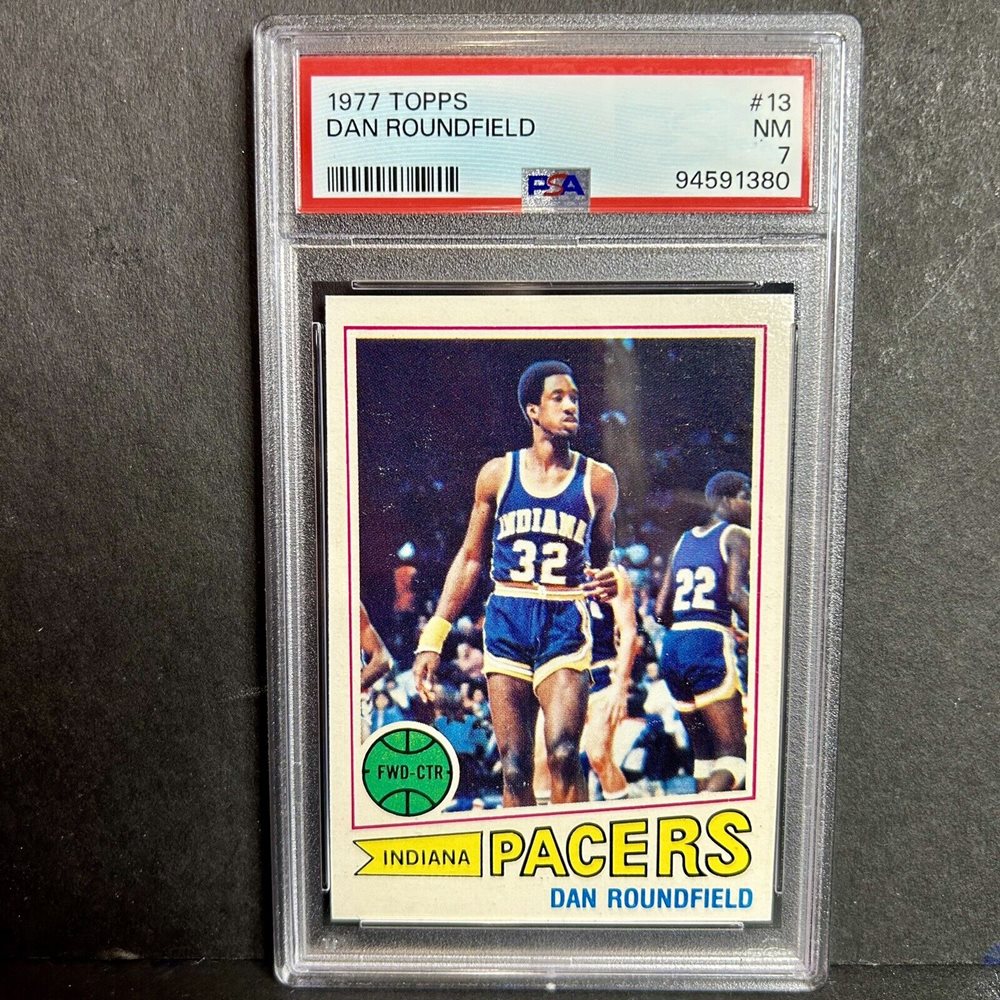 1977 TOPPS #13
DAN ROUNDFIELD NM
7
PSA 94591380
INDIANA
32
22
FWD-CTR
INDIANA PACERS
DAN ROUNDFIELD